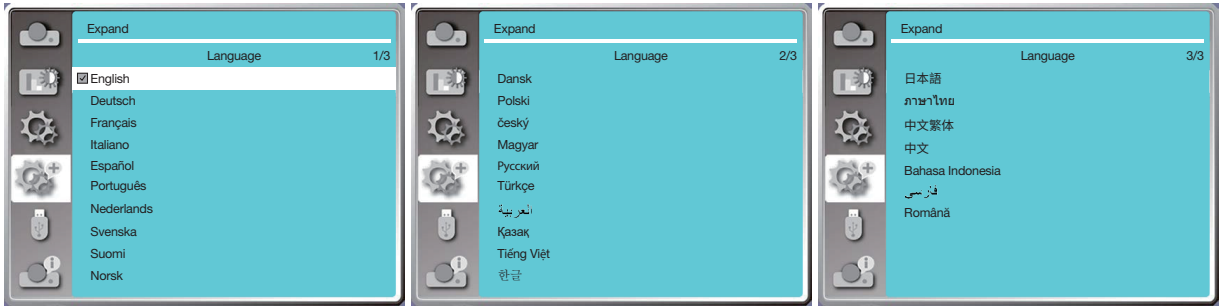 Expand
Language 1/3
English
Deutsch
Français
Italiano
Español
Português
Nederlands
Svenska
Suomi
Norsk
Expand
Language 2/3
Dansk
Polski
český
Magyar
Русский
Türkçe
العربية
Қазақ
Tiếng Việt
한글
Expand
Language 3/3
日本語
ภาษาไทย
中文繁体
中文
Bahasa Indonesia
فارسی
Română